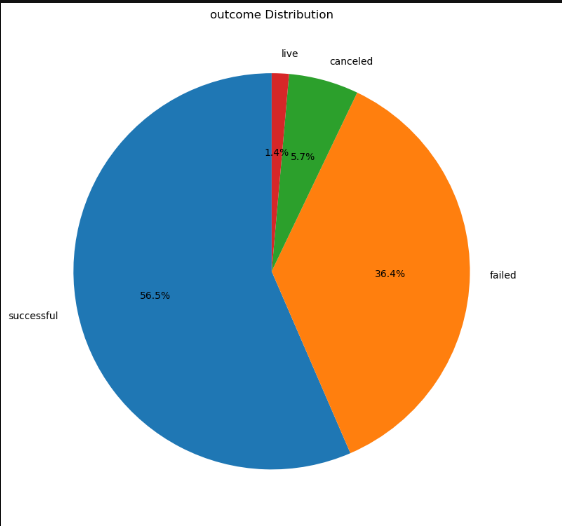 outcome Distribution
live
canceled
1.4%
5.7%
36.4%
failed
56.5%
successful